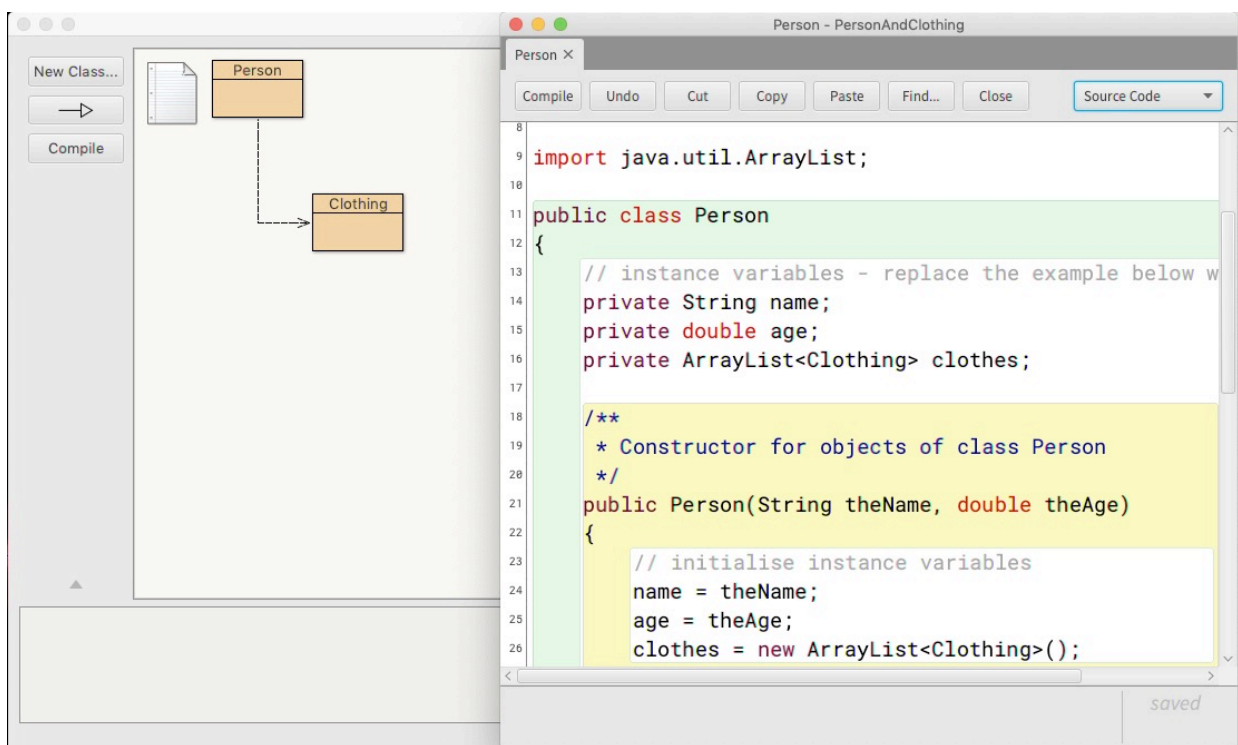 New Class...
Compile
Person
Clothing
Person - PersonAndClothing
Person ×
Compile Undo Cut Copy Paste Find... Close Source Code
8
9 import java.util.ArrayList;
10
11 public class Person
12 {
13 // instance variables - replace the example below w
14 private String name;
15 private double age;
16 private ArrayList<Clothing> clothes;
17
18 /**
19 * Constructor for objects of class Person
20 */
21 public Person(String theName, double theAge)
22 {
23 // initialise instance variables
24 name = theName;
25 age = theAge;
26 clothes = new ArrayList<Clothing>();
saved